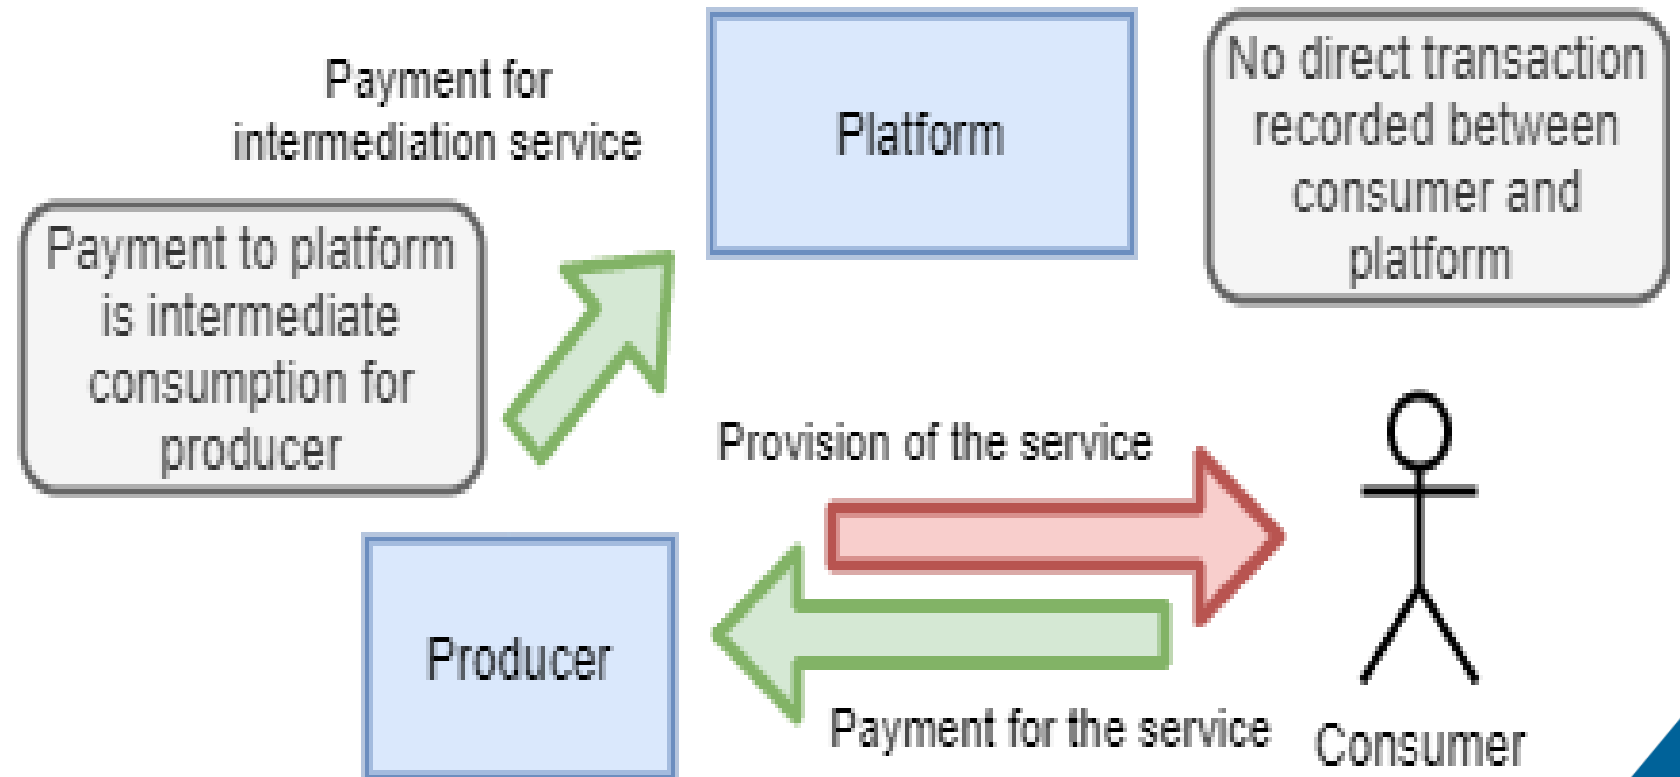 Payment for
intermediation service
Platform
No direct transaction
recorded between
consumer and
platform
Payment to platform
is intermediate
consumption for
producer
Provision of the service
Producer
Payment for the service
Consumer